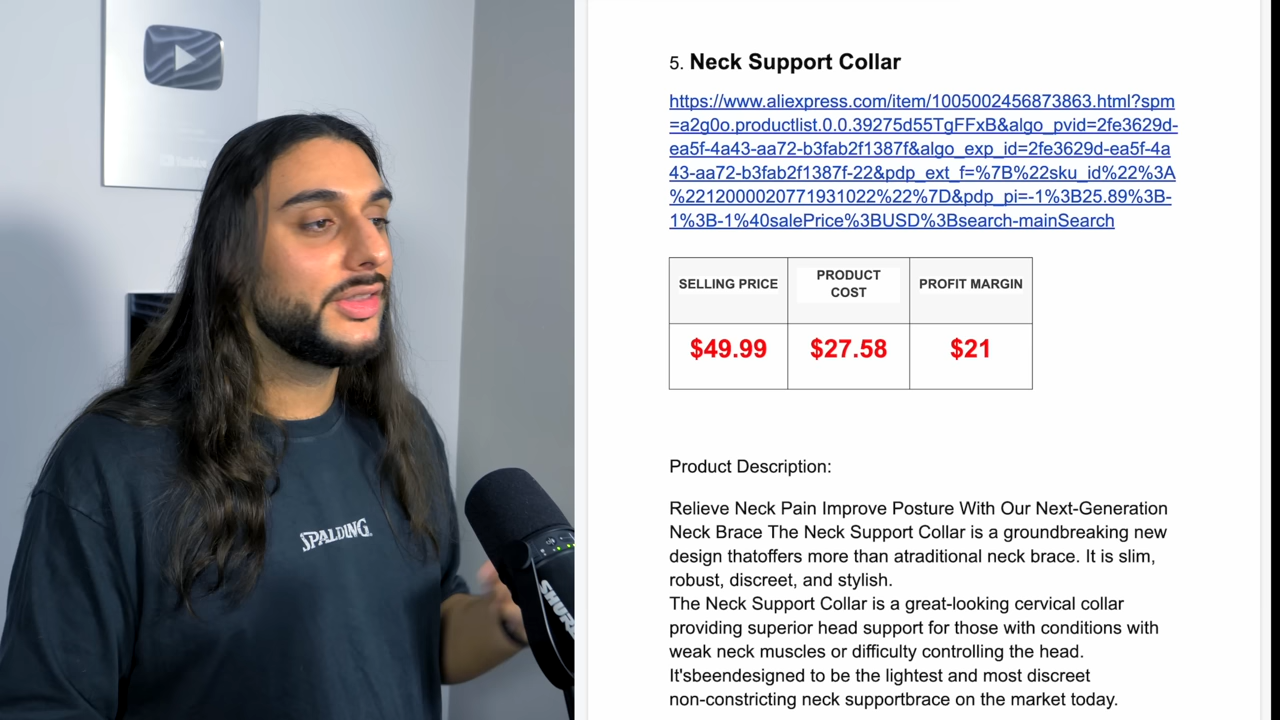 5. Neck Support Collar
https://www.aliexpress.com/item/1005002456873863.html?spm
=a2g0o.productlist.0.0.39275d55TgFFxB&algo_pvid=2fe3629d-
ea5f-4a43-aa72-b3fab2f1387f&algo_exp_id=2fe3629d-ea5f-4a
43-aa72-b3fab2f1387f-22&pdp_ext_f=%7B%22sku_id%22%3A
%2212000020771931022%22%7D&pdp_pi=-1%3B25.89%3B-
1%3B-1%40salePrice%3BUSD%3Bsearch-mainSearch
SELLING PRICE
PRODUCT
COST
PROFIT MARGIN
$49.99
$27.58
$21
Product Description:
Relieve Neck Pain Improve Posture With Our Next-Generation
Neck Brace The Neck Support Collar is a groundbreaking new
design thatoffers more than atraditional neck brace. It is slim,
robust, discreet, and stylish.
The Neck Support Collar is a great-looking cervical collar
providing superior head support for those with conditions with
weak neck muscles or difficulty controlling the head.
It'sbeendesigned to be the lightest and most discreet
non-constricting neck supportbrace on the market today.
SPALDING
SHURE
YouTube